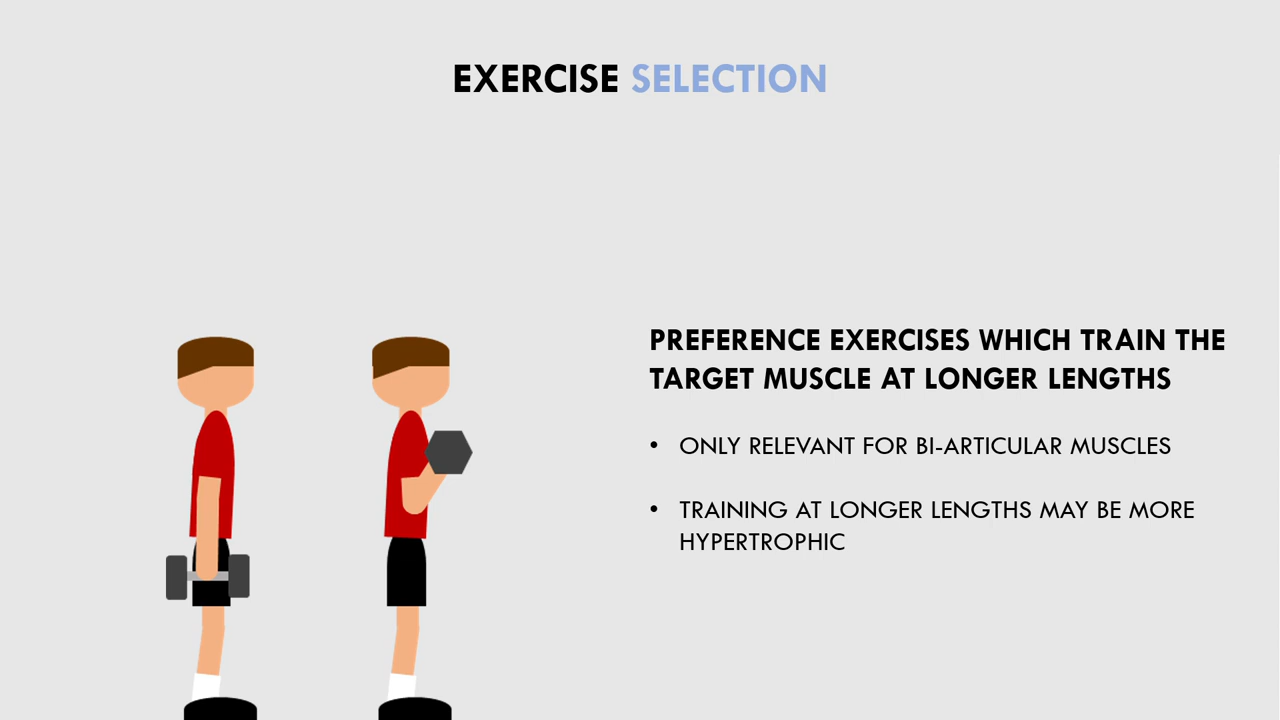 EXERCISE SELECTION
PREFERENCE EXERCISES WHICH TRAIN THE
TARGET MUSCLE AT LONGER LENGTHS
• ONLY RELEVANT FOR BI-ARTICULAR MUSCLES
• TRAINING AT LONGER LENGTHS MAY BE MORE
HYPERTROPHIC